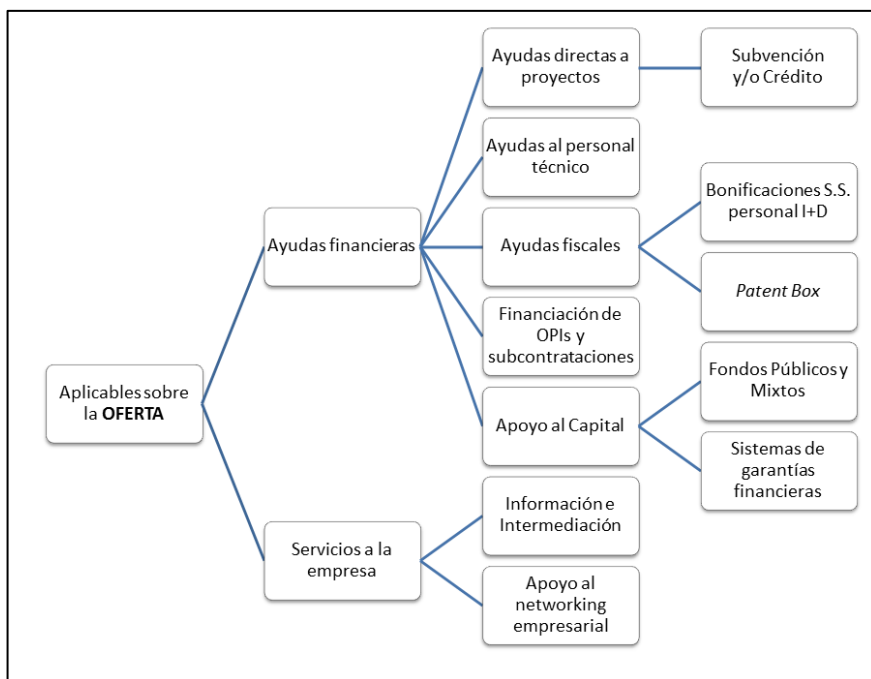 Aplicables sobre
la OFERTA
Ayudas financieras
Ayudas directas a
proyectos
Subvención
y/o Crédito
Ayudas al personal
técnico
Ayudas fiscales
Bonificaciones S.S.
personal I+D
Patent Box
Financiación de
OPIs y
subcontrataciones
Apoyo al Capital
Fondos Públicos y
Mixtos
Sistemas de
garantías
financieras
Servicios a la
empresa
Información e
Intermediación
Apoyo al
networking
empresarial